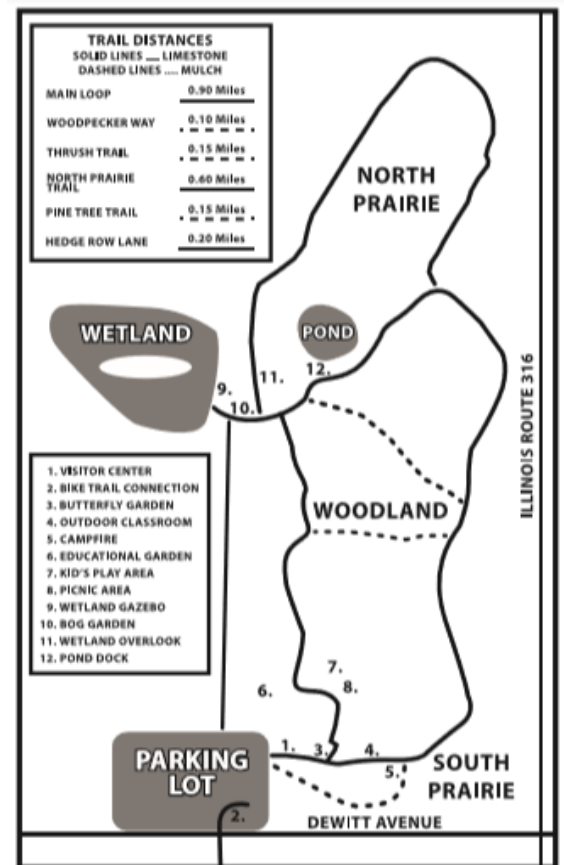 TRAIL DISTANCES
SOLID LINES __ LIMESTONE
DASHED LINES .... MULCH
MAIN LOOP 0.90 Miles
WOODPECKER WAY 0.10 Miles
THRUSH TRAIL 0.15 Miles
NORTH PRAIRIE
TRAIL 0.60 Miles
PINE TREE TRAIL 0.15 Miles
HEDGE ROW LANE 0.20 Miles
NORTH
PRAIRIE
WETLAND
POND
9.
10.
11.
12.
ILLINOIS ROUTE 316
1. VISITOR CENTER
2. BIKE TRAIL CONNECTION
3. BUTTERFLY GARDEN
4. OUTDOOR CLASSROOM
5. CAMPFIRE
6. EDUCATIONAL GARDEN
7. KID'S PLAY AREA
8. PICNIC AREA
9. WETLAND GAZEBO
10. BOG GARDEN
11. WETLAND OVERLOOK
12. POND DOCK
WOODLAND
7.
6.
8.
1.
3.
4.
5.
PARKING
LOT
2.
SOUTH
PRAIRIE
DEWITT AVENUE